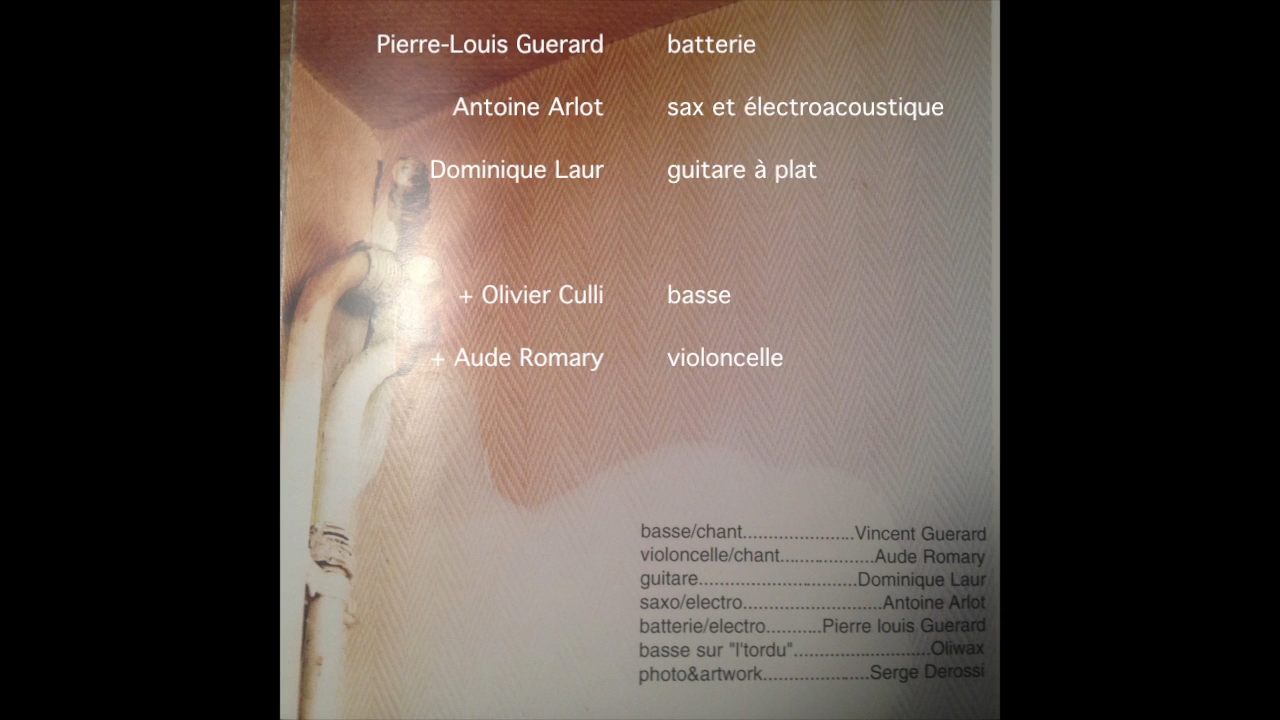 Pierre-Louis Guerard batterie
Antoine Arlot sax et électroacoustique
Dominique Laur guitare à plat
+ Olivier Culli basse
+ Aude Romary violoncelle
basse/chant......................Vincent Guerard
violoncelle/chant...................Aude Romary
guitare................................Dominique Laur
saxo/electro............................Antoine Arlot
batterie/electro...........Pierre louis Guerard
basse sur "l'tordu"............................Oliwax
photo&artwork.....................Serge Derossi